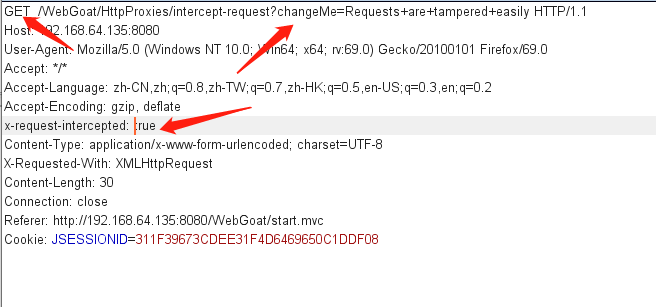 GET /WebGoat/HttpProxies/intercept-request?changeMe=Requests+are+tampered+easily HTTP/1.1
Host: 192.168.64.135:8080
User-Agent: Mozilla/5.0 (Windows NT 10.0; Win64; x64; rv:69.0) Gecko/20100101 Firefox/69.0
Accept: */*
Accept-Language: zh-CN,zh;q=0.8,zh-TW;q=0.7,zh-HK;q=0.5,en-US;q=0.3,en;q=0.2
Accept-Encoding: gzip, deflate
x-request-intercepted: true
Content-Type: application/x-www-form-urlencoded; charset=UTF-8
X-Requested-With: XMLHttpRequest
Content-Length: 30
Connection: close
Referer: http://192.168.64.135:8080/WebGoat/start.mvc
Cookie: JSESSIONID=311F39673CDEE31F4D6469650C1DDF08